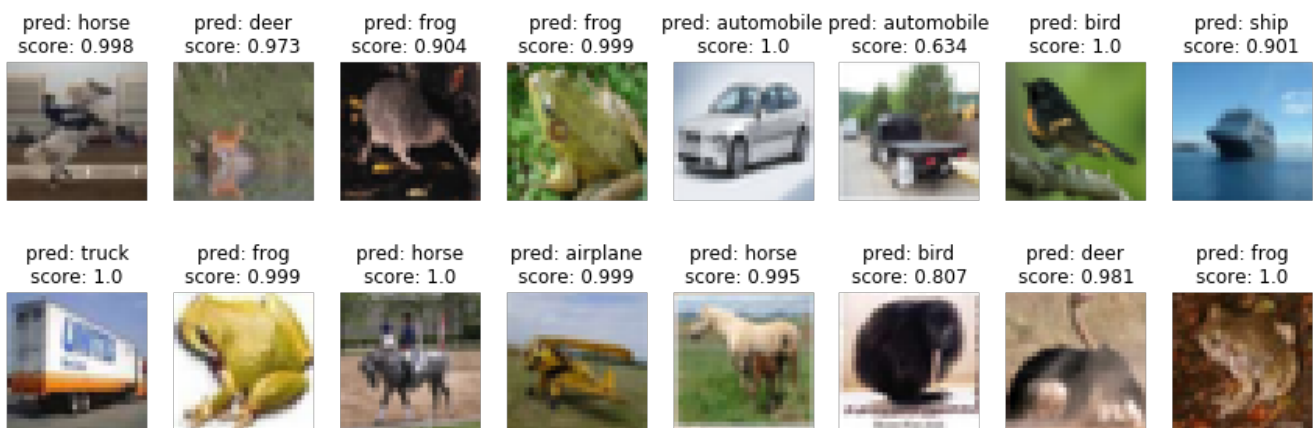 pred: horse pred: deer pred: frog pred: frog pred: automobile pred: automobile pred: bird pred: ship
score: 0.998 score: 0.973 score: 0.904 score: 0.999 score: 1.0 score: 0.634 score: 1.0 score: 0.901
pred: truck pred: frog pred: horse pred: airplane pred: horse pred: bird pred: deer pred: frog
score: 1.0 score: 0.999 score: 1.0 score: 0.999 score: 0.995 score: 0.807 score: 0.981 score: 1.0